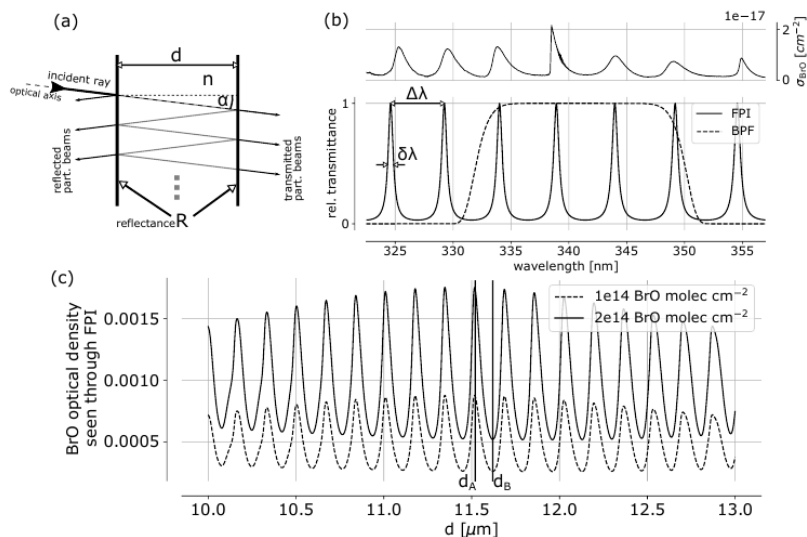 (a)
d
n
incident ray
optical axis
α
reflected
part. beams
transmitted
part. beams
reflectance R
(b)
1e−17
2
0
σBrO [cm−2]
Δλ
1
FPI
BPF
δλ
rel. transmittance
0
325 330 335 340 345 350 355
wavelength [nm]
(c)
1e14 BrO molec cm−2
2e14 BrO molec cm−2
BrO optical density
seen through FPI
0.0015
0.0010
0.0005
dA dB
10.0 10.5 11.0 11.5 12.0 12.5 13.0
d [μm]